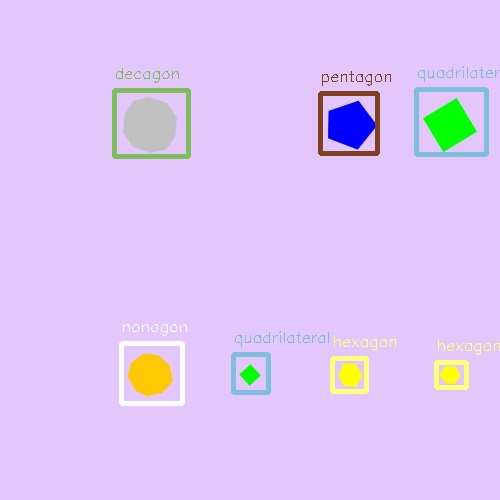 decagon
pentagon
quadrilater
nonagon
quadrilateral
hexagon
hexagon